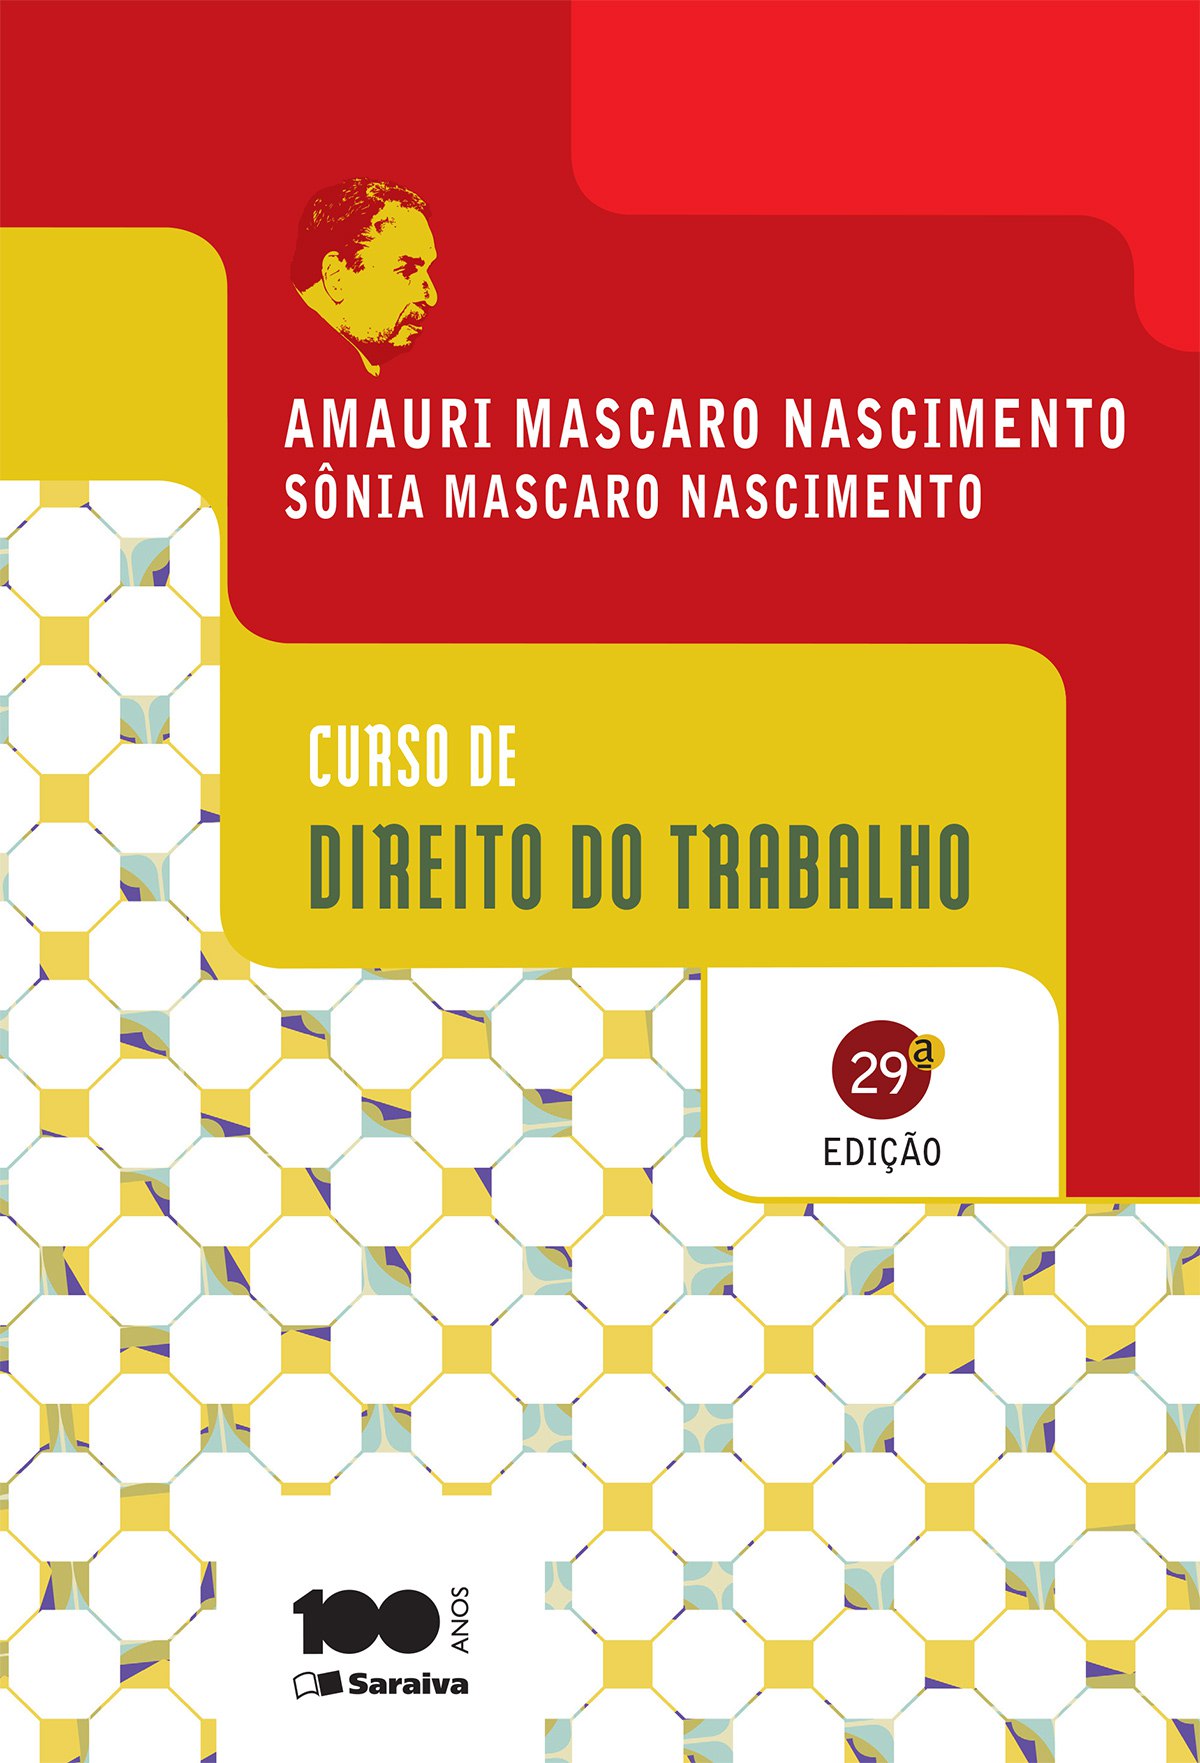 AMAURI MASCARO NASCIMENTO
SÔNIA MASCARO NASCIMENTO
CURSO DE
DIREITO DO TRABALHO
29ª
EDIÇÃO
100 ANOS
Saraiva